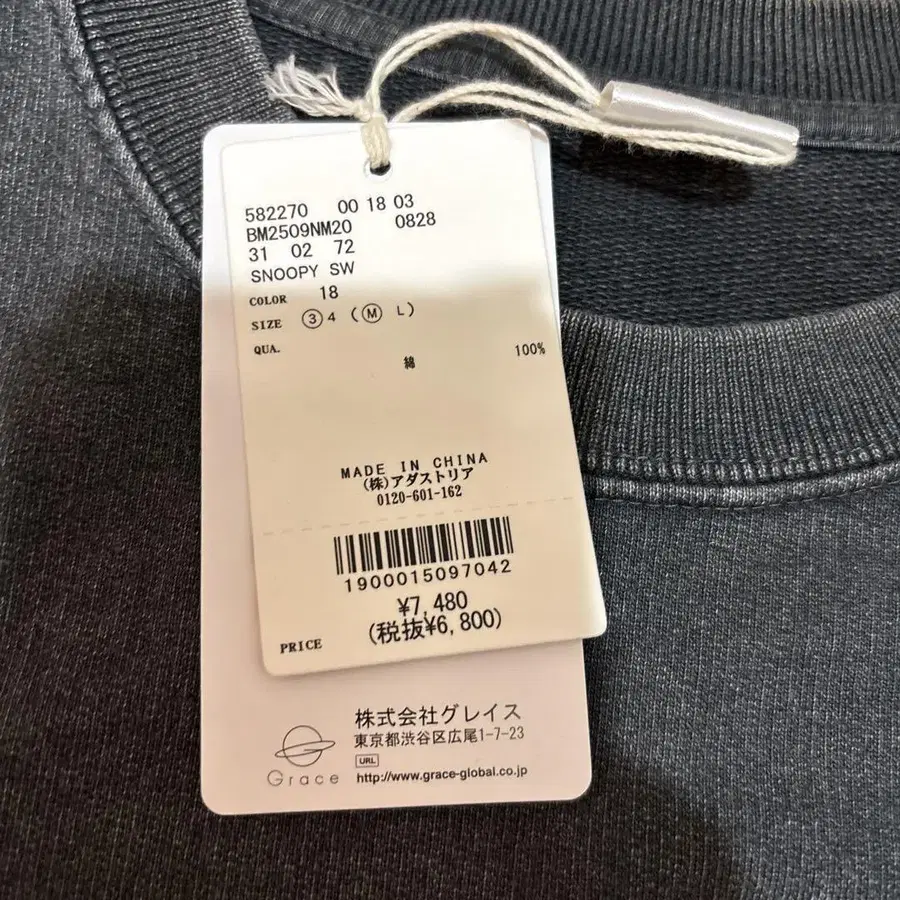 582270 00 18 03
BM2509NM20 0828
31 02 72
SNOOPY SW
COLOR 18
SIZE ③ 4 ( Ⓜ L )
QUA.
綿 100%
MADE IN CHINA
(株)アダストリア
0120-601-162
1900015097042
¥7,480
PRICE (税抜¥6,800)
株式会社グレイス
東京都渋谷区広尾1-7-23
URL
http://www.grace-global.co.jp
Grace